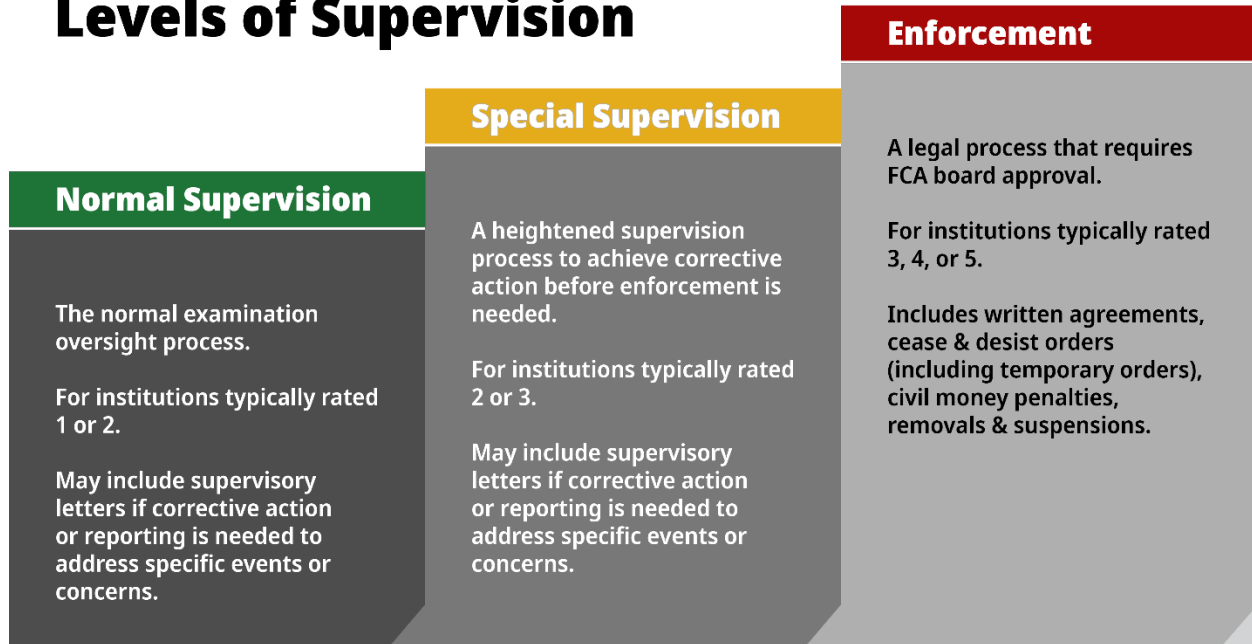 Levels of Supervision
Normal Supervision
The normal examination
oversight process.
For institutions typically rated
1 or 2.
May include supervisory
letters if corrective action
or reporting is needed to
address specific events or
concerns.
Special Supervision
A heightened supervision
process to achieve corrective
action before enforcement is
needed.
For institutions typically rated
2 or 3.
May include supervisory
letters if corrective action
or reporting is needed to
address specific events or
concerns.
Enforcement
A legal process that requires
FCA board approval.
For institutions typically rated
3, 4, or 5.
Includes written agreements,
cease & desist orders
(including temporary orders),
civil money penalties,
removals & suspensions.